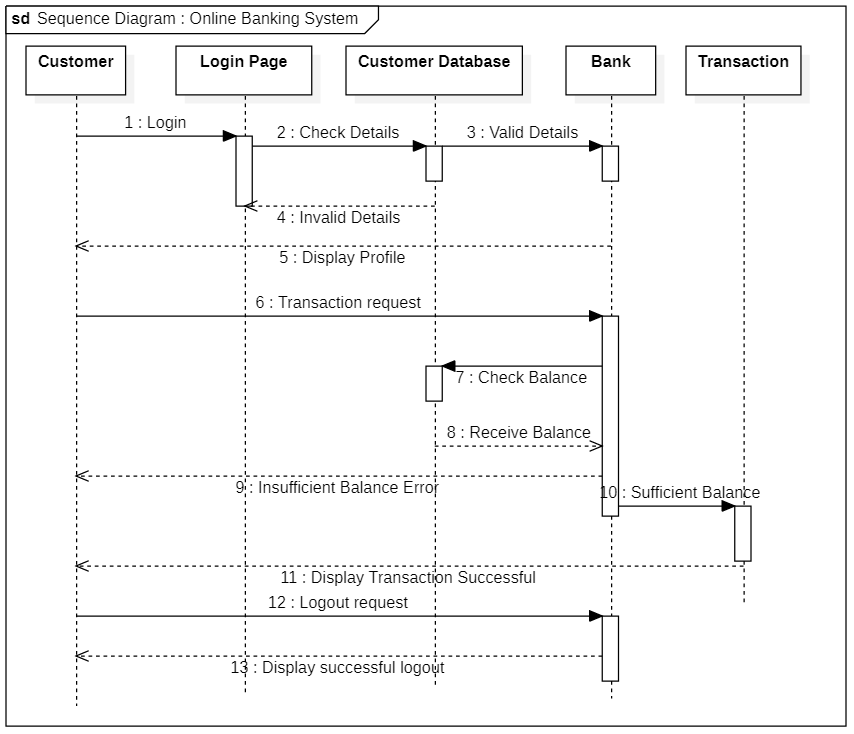 sd Sequence Diagram : Online Banking System
Customer
Login Page
Customer Database
Bank
Transaction
1 : Login
2 : Check Details
3 : Valid Details
4 : Invalid Details
5 : Display Profile
6 : Transaction request
7 : Check Balance
8 : Receive Balance
9 : Insufficient Balance Error
10 : Sufficient Balance
11 : Display Transaction Successful
12 : Logout request
13 : Display successful logout